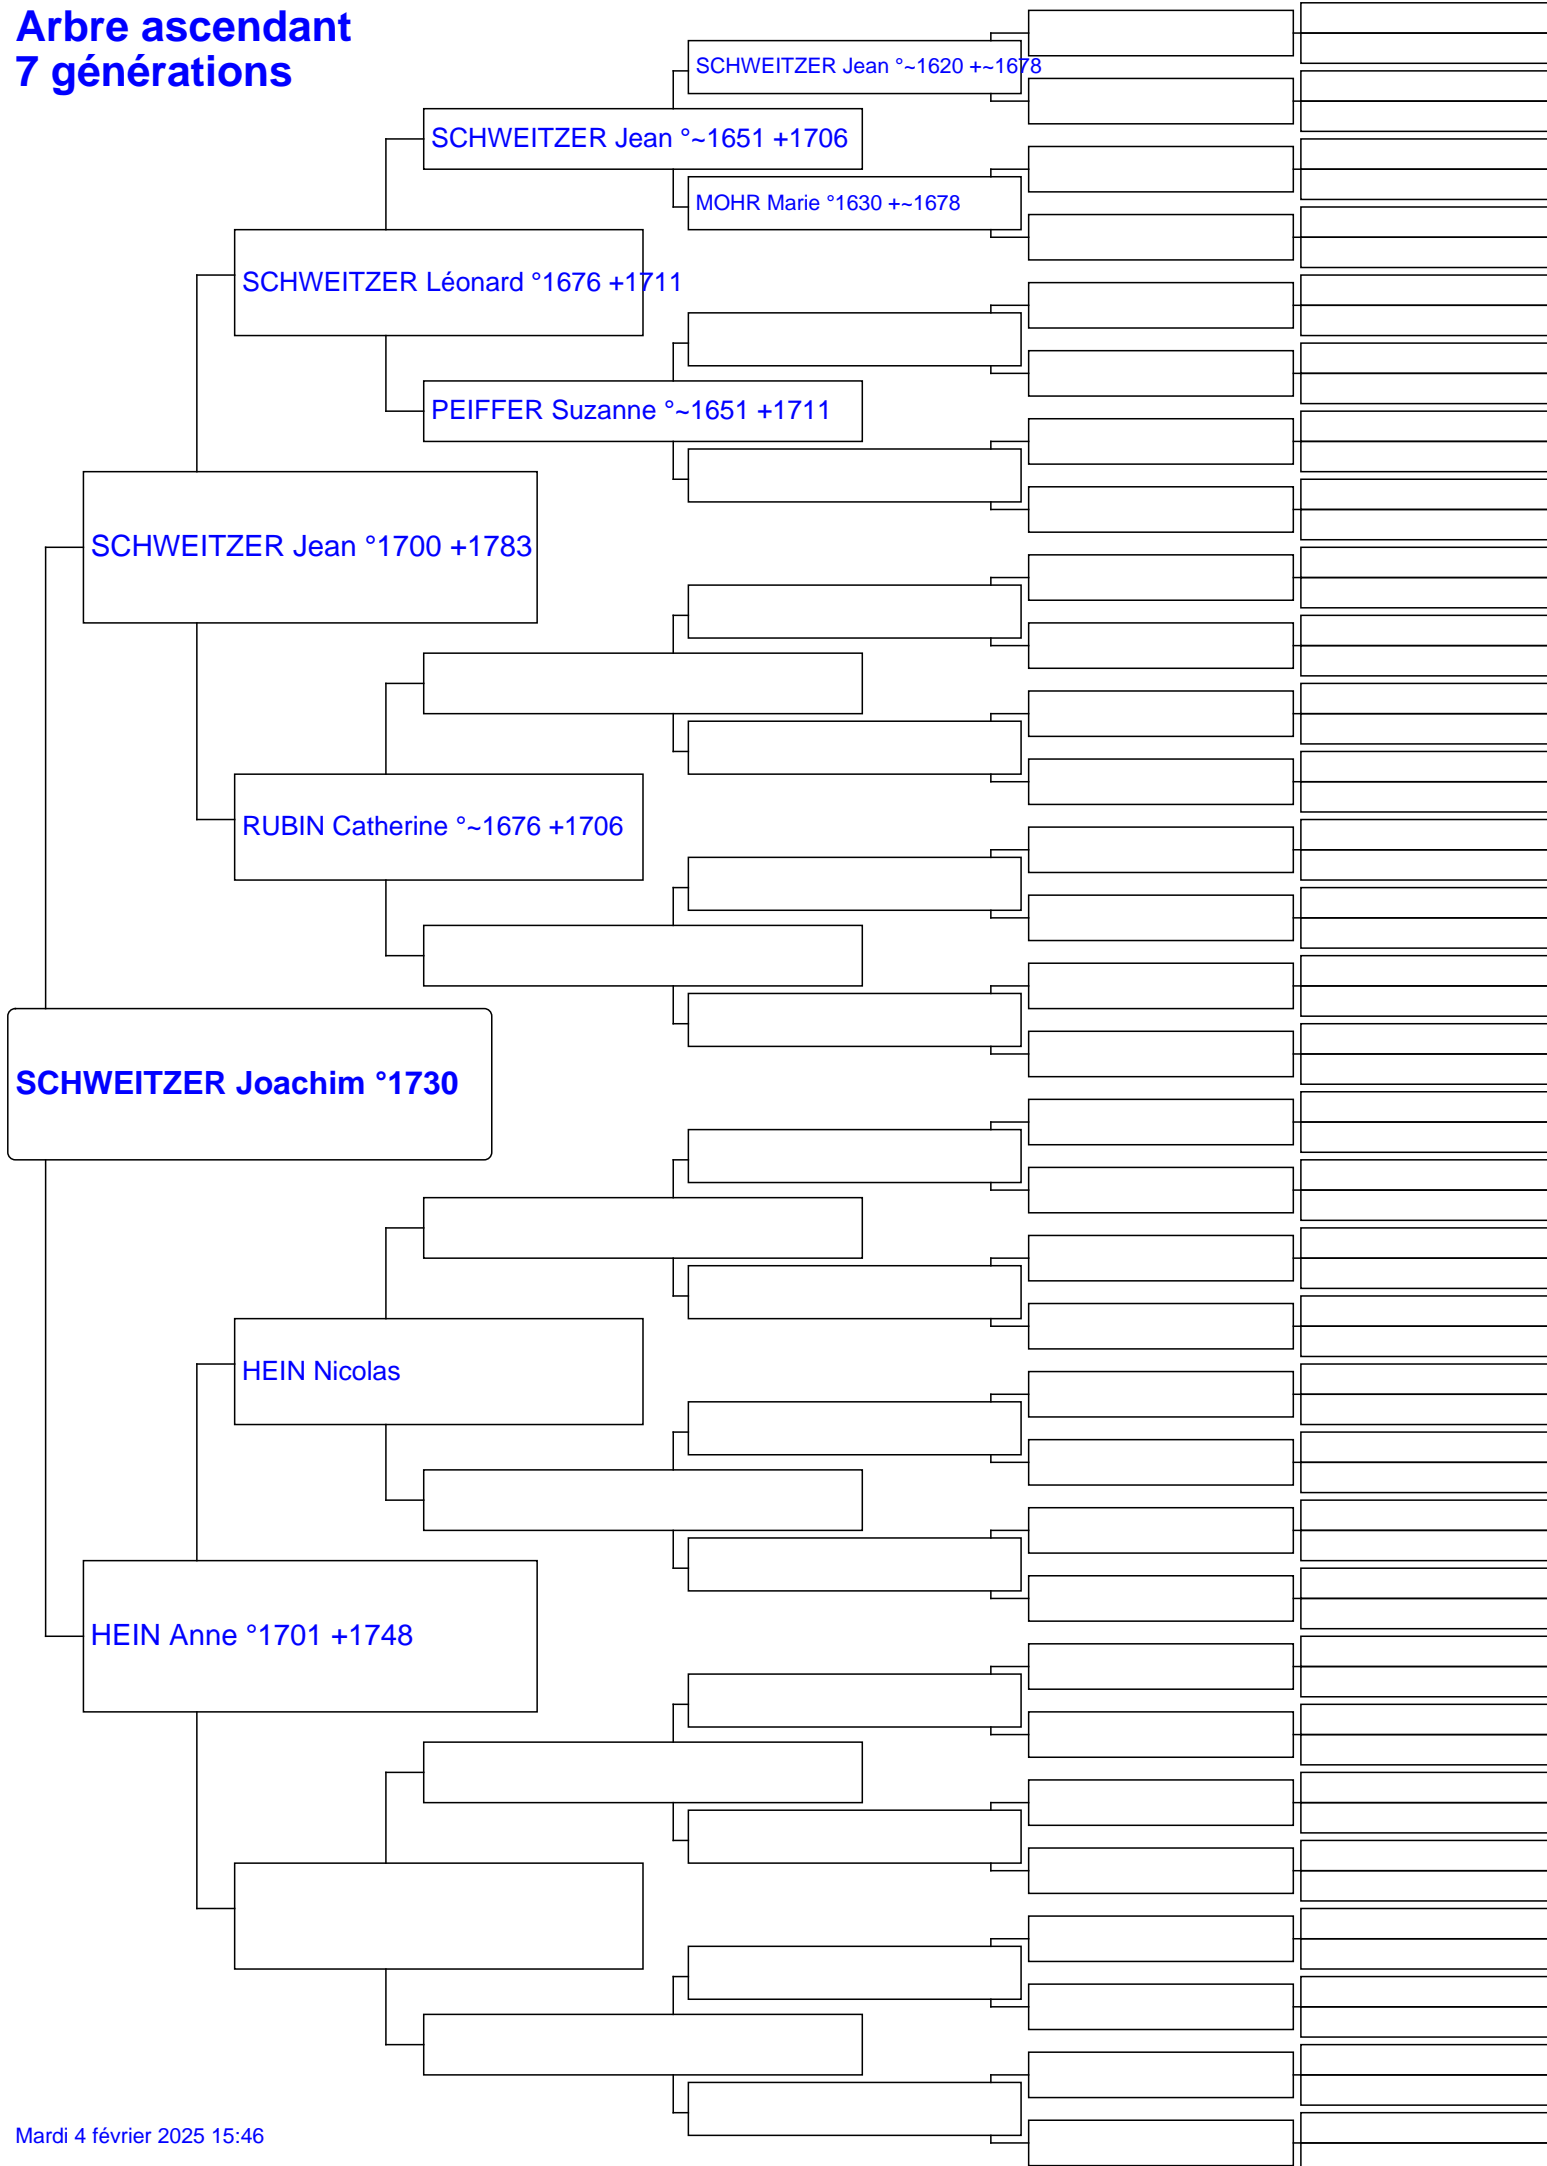 Arbre ascendant
7 générations
SCHWEITZER Jean °~1620 +~1678
SCHWEITZER Jean °~1651 +1706
MOHR Marie °1630 +~1678
SCHWEITZER Léonard °1676 +1711
PEIFFER Suzanne °~1651 +1711
SCHWEITZER Jean °1700 +1783
RUBIN Catherine °~1676 +1706
SCHWEITZER Joachim °1730
HEIN Nicolas
HEIN Anne °1701 +1748
Mardi 4 février 2025 15:46